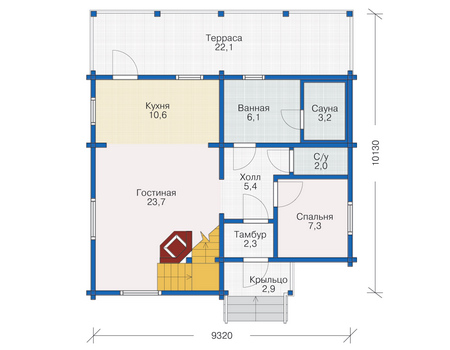 Терраса
22,1
Кухня
10,6
Ванная
6,1
Сауна
3,2
С/у
2,0
Холл
5,4
Гостиная
23,7
Спальня
7,3
Тамбур
2,3
Крыльцо
2,9
10130
9320